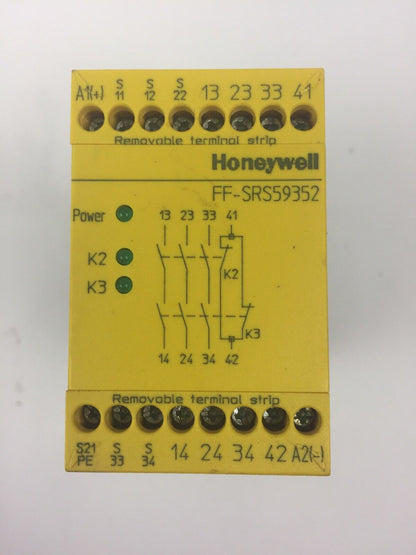 A1(+) S11 S12 S22 13 23 33 41
Removable terminal strip
Honeywell
FF-SRS59352
Power
13 23 33 41
K2
K2
K3
K3
14 24 34 42
Removable terminal strip
S21 PE S33 S34 14 24 34 42 A2(-)